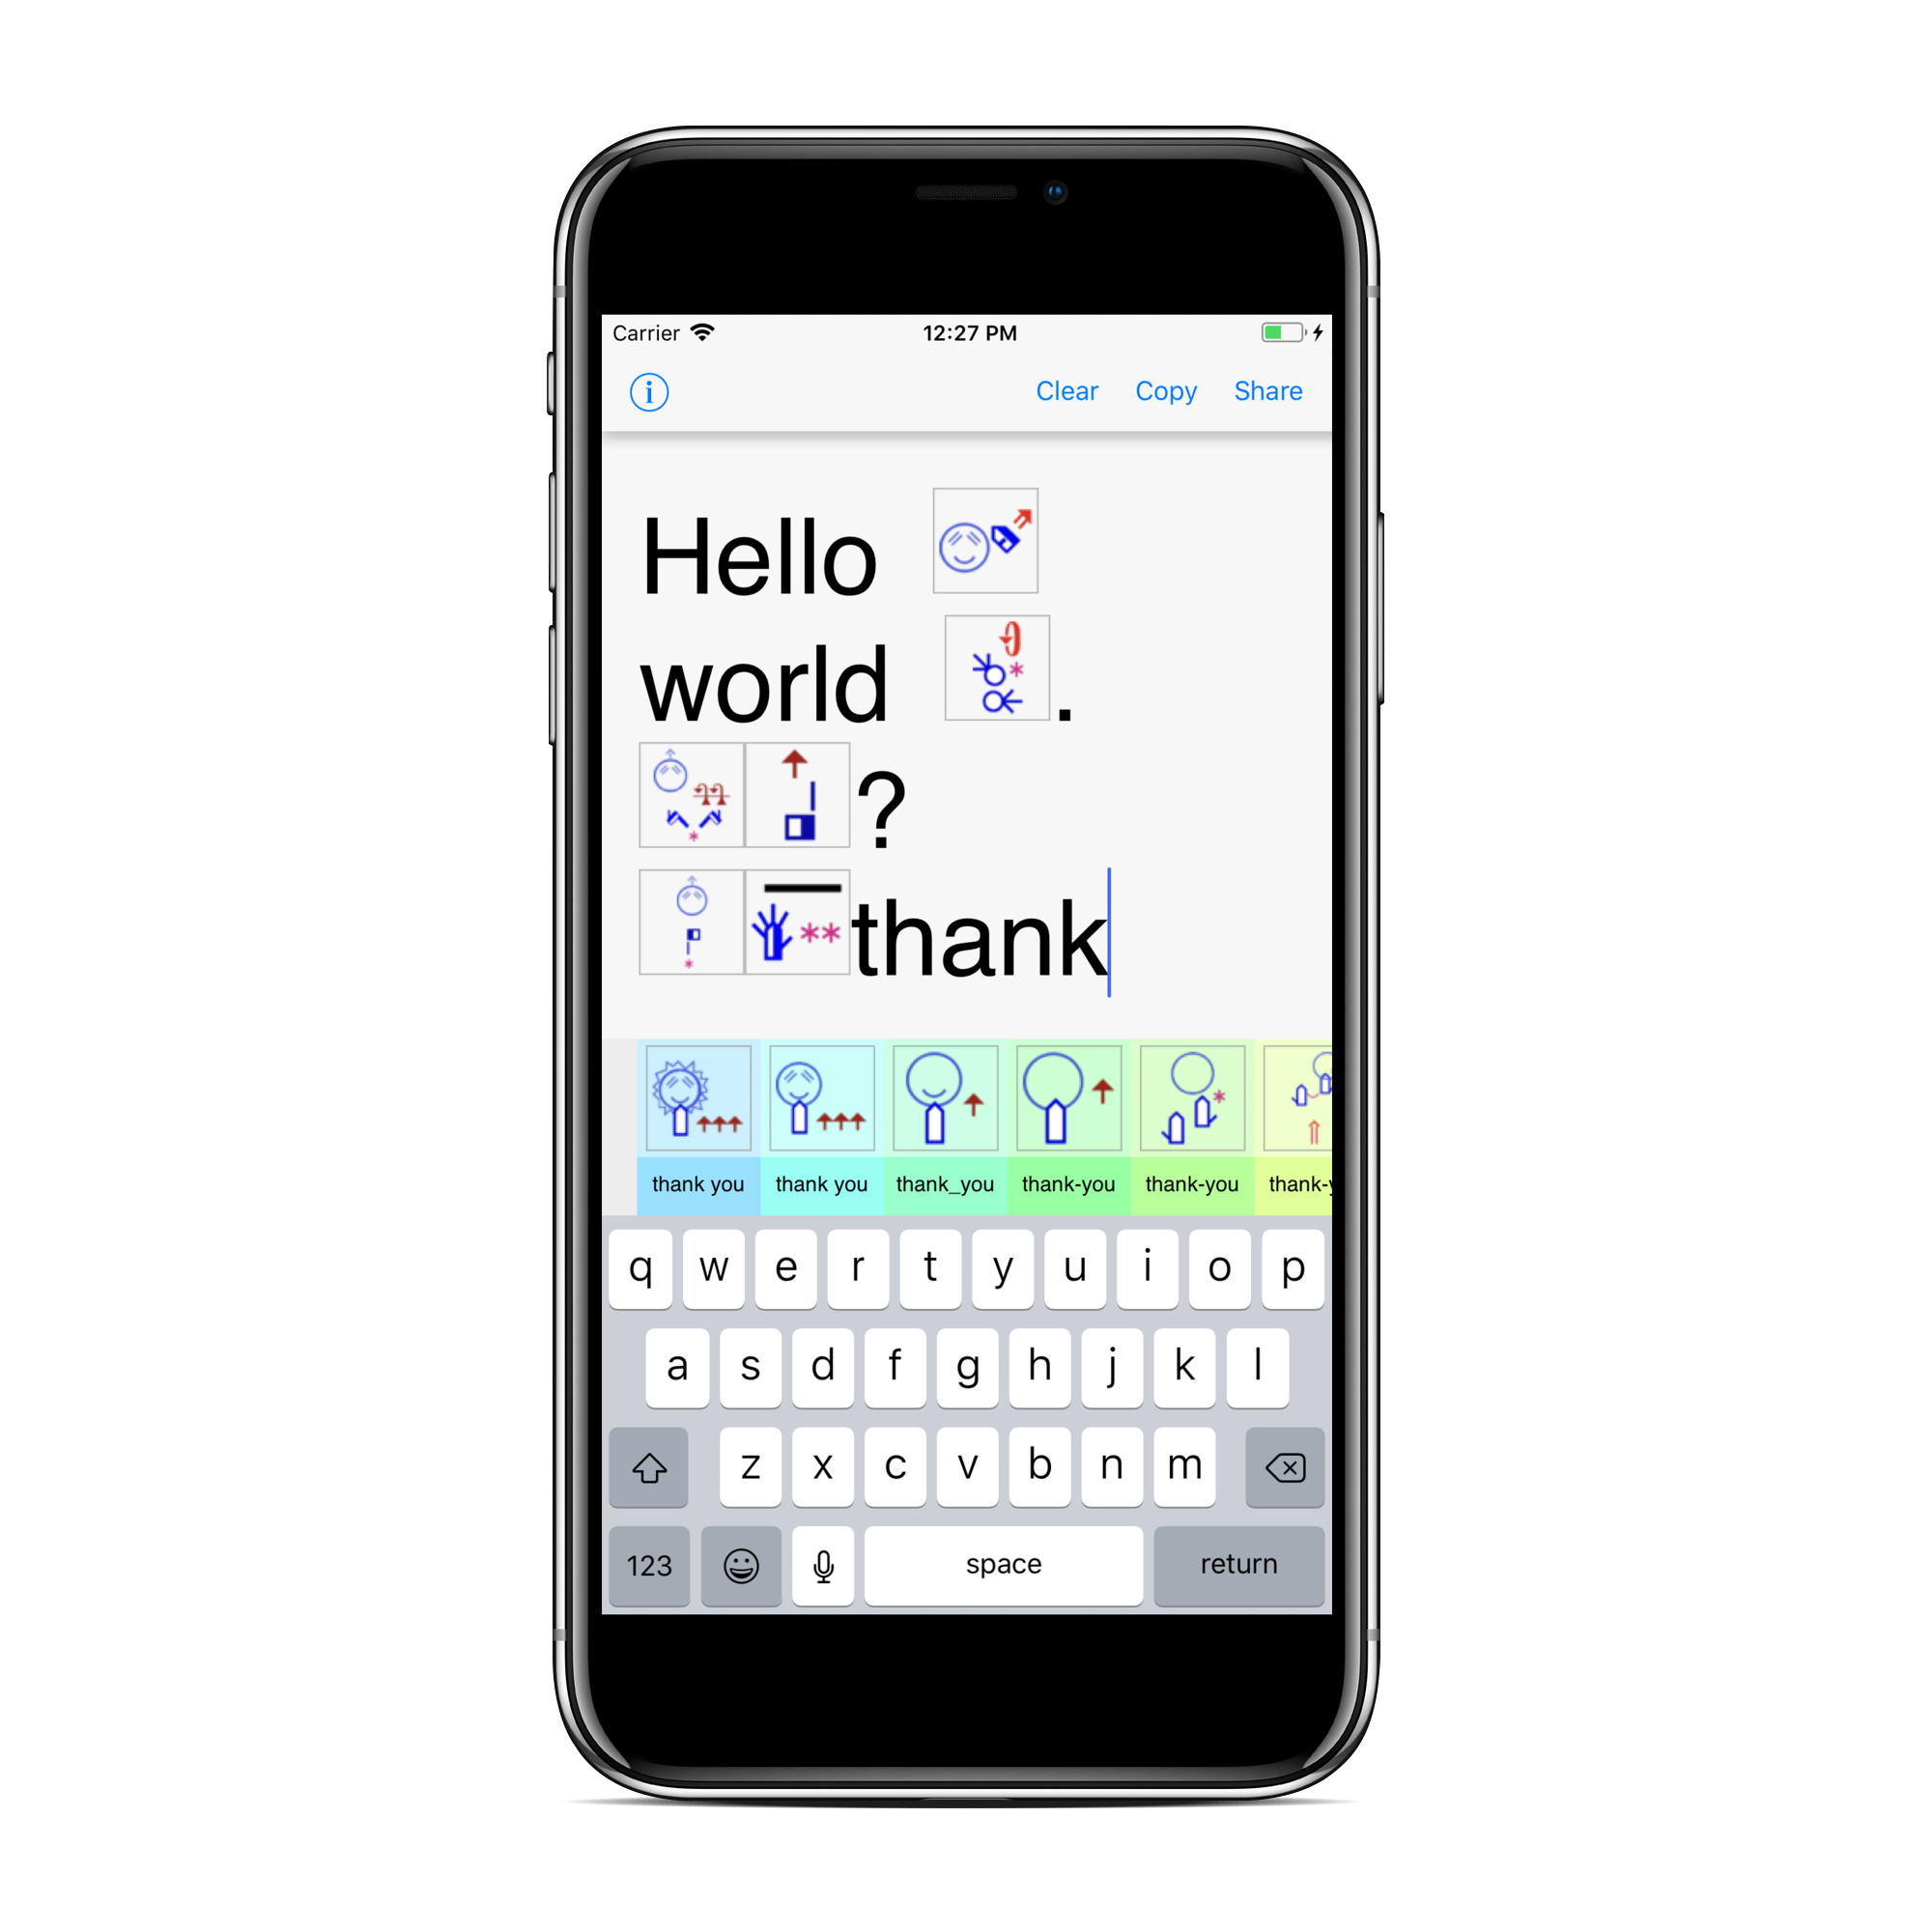 Carrier 12:27 PM
i Clear Copy Share
Hello
world .
?
thank
thank you thank you thank_you thank-you thank-you thank-y
q w e r t y u i o p
a s d f g h j k l
z x c v b n m
123 space return